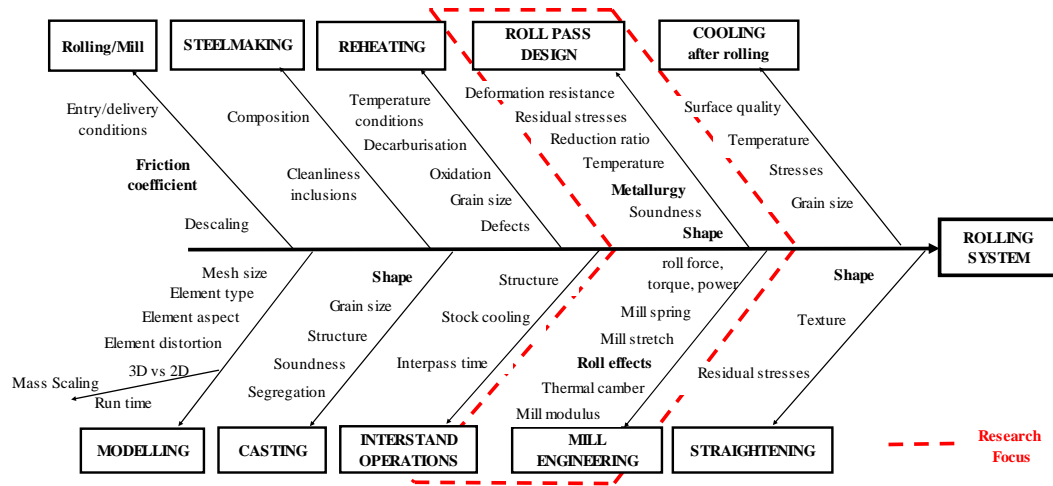 Rolling/Mill
STEELMAKING
REHEATING
ROLL PASS
DESIGN
COOLING
after rolling
Entry/delivery
conditions
Friction
coefficient
Descaling
Composition
Cleanliness
inclusions
Temperature
conditions
Decarburisation
Oxidation
Grain size
Defects
Deformation resistance
Residual stresses
Reduction ratio
Temperature
Metallurgy
Soundness
Shape
Surface quality
Temperature
Stresses
Grain size
ROLLING
SYSTEM
Mesh size
Element type
Element aspect
Element distortion
3D vs 2D
Mass Scaling
Run time
Shape
Grain size
Structure
Soundness
Segregation
Structure
Stock cooling
Interpass time
roll force,
torque, power
Mill spring
Mill stretch
Roll effects
Thermal camber
Mill modulus
Shape
Texture
Residual stresses
MODELLING
CASTING
INTERSTAND
OPERATIONS
MILL
ENGINEERING
STRAIGHTENING
Research
Focus